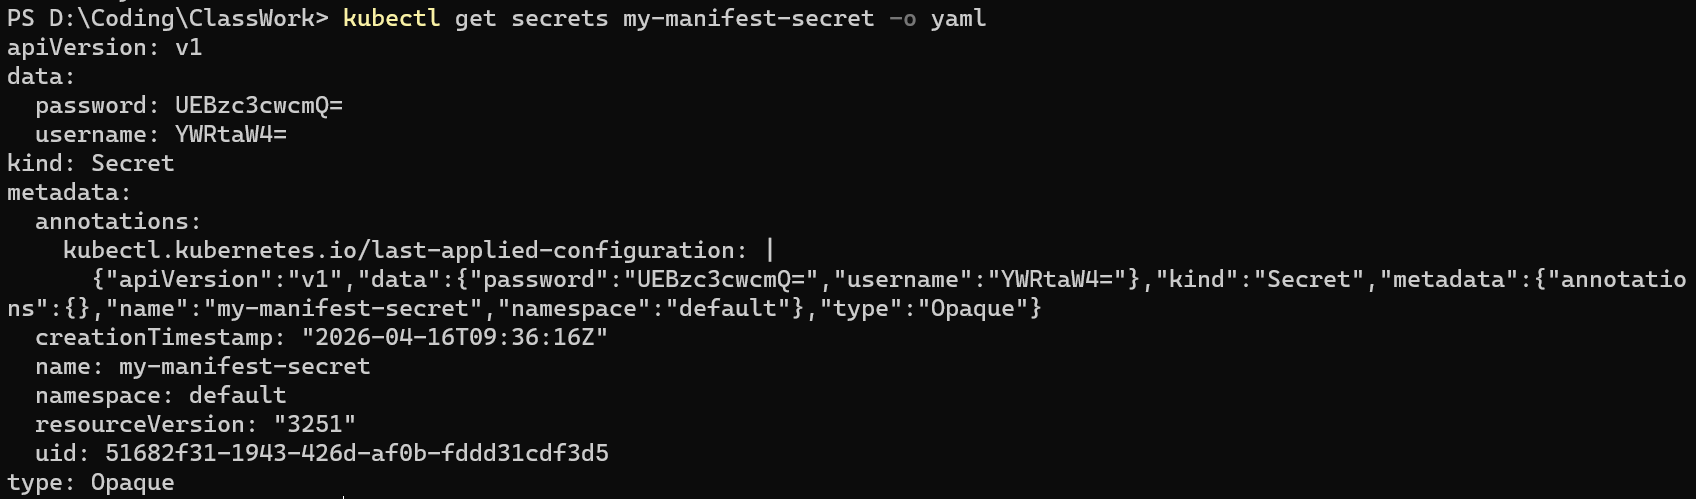 PS D:\Coding\ClassWork> kubectl get secrets my-manifest-secret -o yaml
apiVersion: v1
data:
  password: UEBzc3cwcmQ=
  username: YWRtaW4=
kind: Secret
metadata:
  annotations:
    kubectl.kubernetes.io/last-applied-configuration: |
      {"apiVersion":"v1","data":{"password":"UEBzc3cwcmQ=","username":"YWRtaW4="},"kind":"Secret","metadata":{"annotatio
ns":{},"name":"my-manifest-secret","namespace":"default"},"type":"Opaque"}
  creationTimestamp: "2026-04-16T09:36:16Z"
  name: my-manifest-secret
  namespace: default
  resourceVersion: "3251"
  uid: 51682f31-1943-426d-af0b-fddd31cdf3d5
type: Opaque